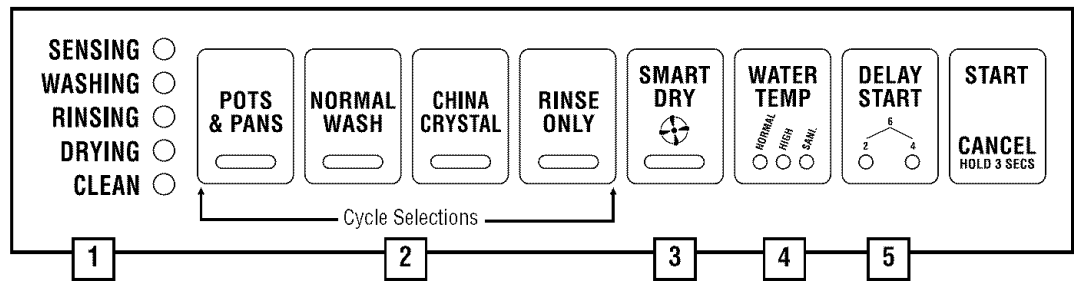 SENSING
WASHING
RINSING
DRYING
CLEAN
POTS
& PANS
NORMAL
WASH
CHINA
CRYSTAL
RINSE
ONLY
SMART
DRY
WATER
TEMP
NORMAL
HIGH
SANI.
DELAY
START
6
2
4
START
CANCEL
HOLD 3 SECS
Cycle Selections
1
2
3
4
5